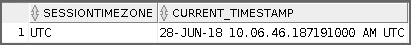 SESSIONTIMEZONE CURRENT_TIMESTAMP
1 UTC 28-JUN-18 10.06.46.187191000 AM UTC